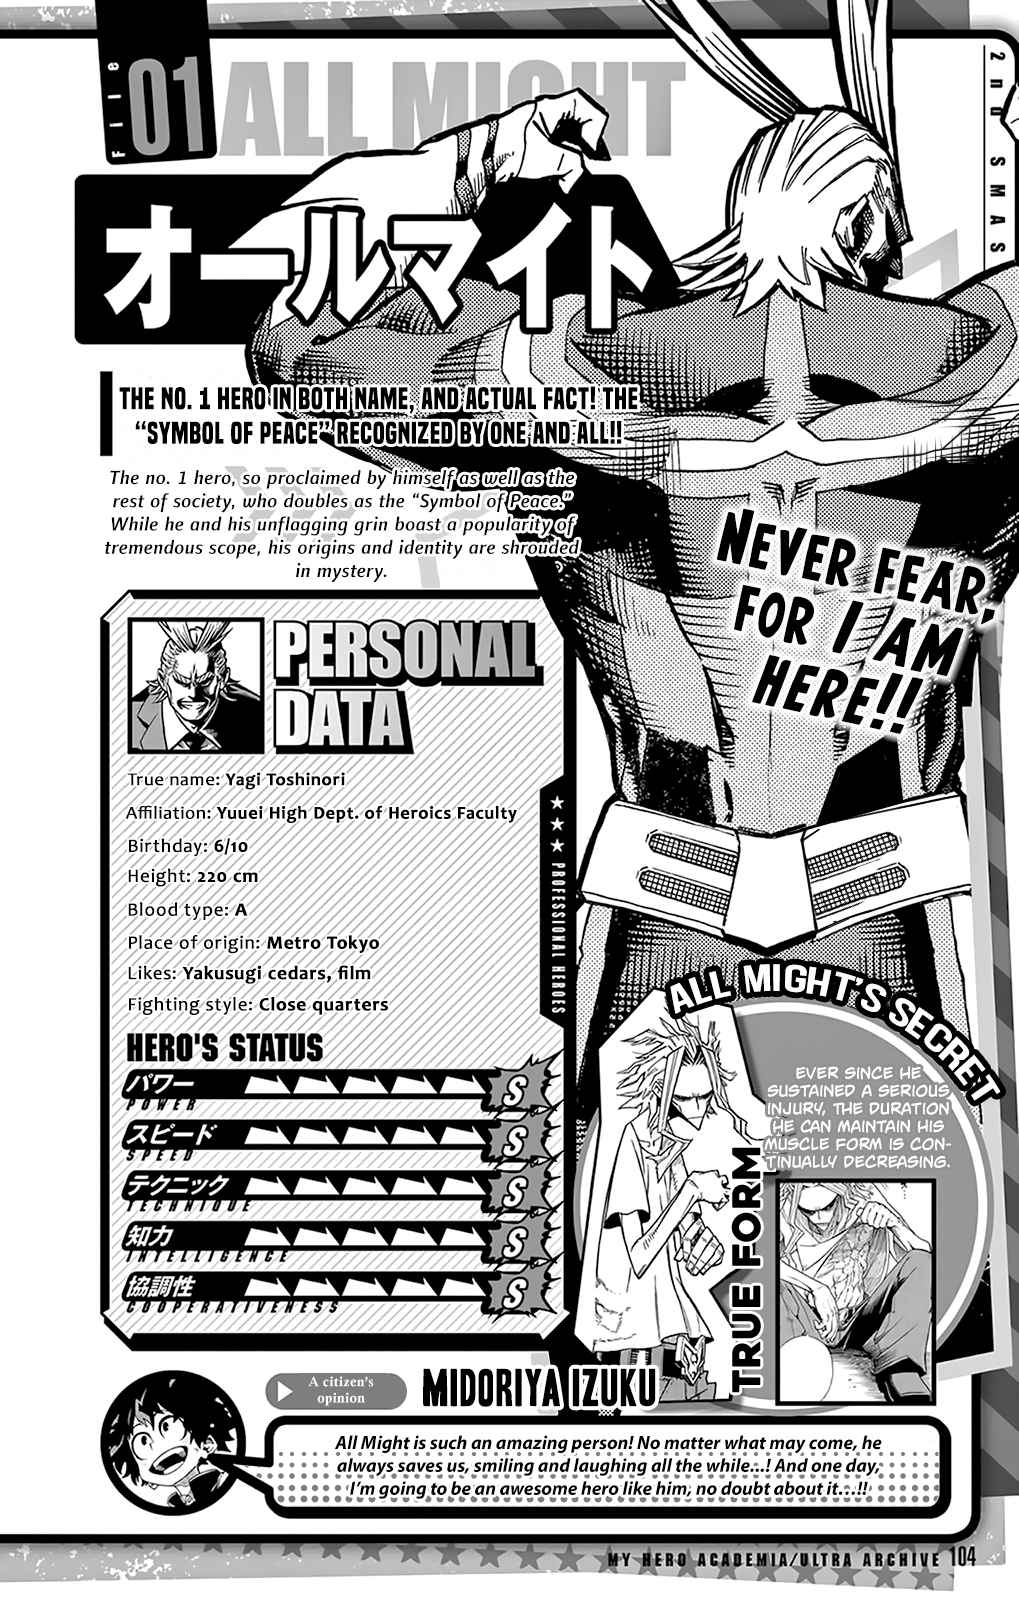 File 01
ALL MIGHT
2nd SMAS
オールマイト
THE NO. 1 HERO IN BOTH NAME, AND ACTUAL FACT! THE
“SYMBOL OF PEACE” RECOGNIZED BY ONE AND ALL!!
The no. 1 hero, so proclaimed by himself as well as the
rest of society, who doubles as the “Symbol of Peace.”
While he and his unflagging grin boast a popularity of
tremendous scope, his origins and identity are shrouded
in mystery.
NEVER FEAR,
FOR I AM
HERE!!
PERSONAL
DATA
True name: Yagi Toshinori
Affiliation: Yuuei High Dept. of Heroics Faculty
Birthday: 6/10
Height: 220 cm
Blood type: A
Place of origin: Metro Tokyo
Likes: Yakusugi cedars, film
Fighting style: Close quarters
PROFESSIONAL HEROES
HERO'S STATUS
パワー S
POWER
スピード S
SPEED
テクニック S
TECHNIQUE
知力 S
INTELLIGENCE
協調性 S
COOPERATIVENESS
ALL MIGHT'S SECRET
EVER SINCE HE
SUSTAINED A SERIOUS
INJURY, THE DURATION
HE CAN MAINTAIN HIS
MUSCLE FORM IS CON-
TINUALLY DECREASING.
TRUE FORM
A citizen's
opinion
MIDORIYA IZUKU
All Might is such an amazing person! No matter what may come, he
always saves us, smiling and laughing all the while...! And one day,
I'm going to be an awesome hero like him, no doubt about it...!!
MY HERO ACADEMIA/ULTRA ARCHIVE 104